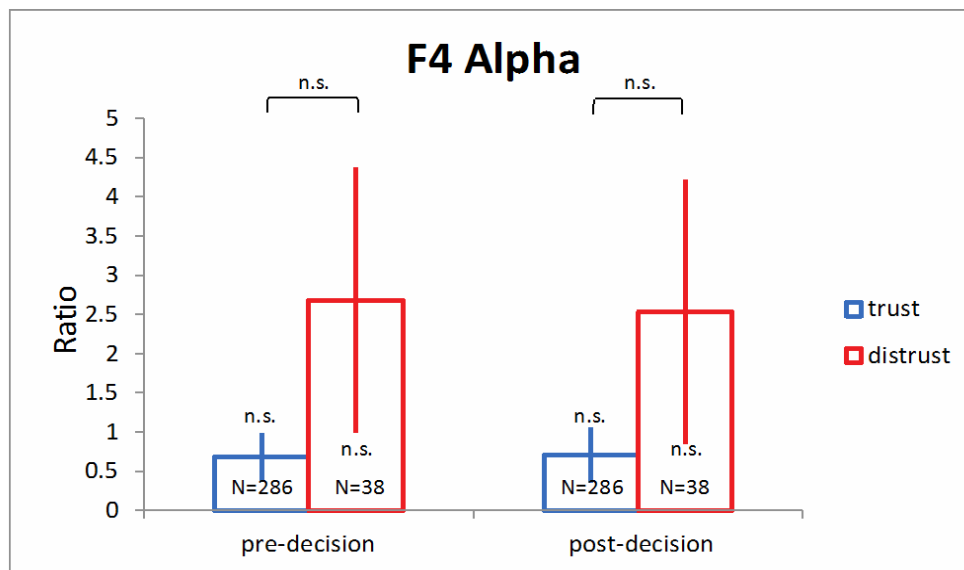 F4 Alpha
n.s.
n.s.
5
4.5
4
3.5
3
2.5
2
1.5
1
0.5
0
Ratio
n.s.
n.s.
n.s.
n.s.
N=286
N=38
N=286
N=38
pre-decision
post-decision
trust
distrust